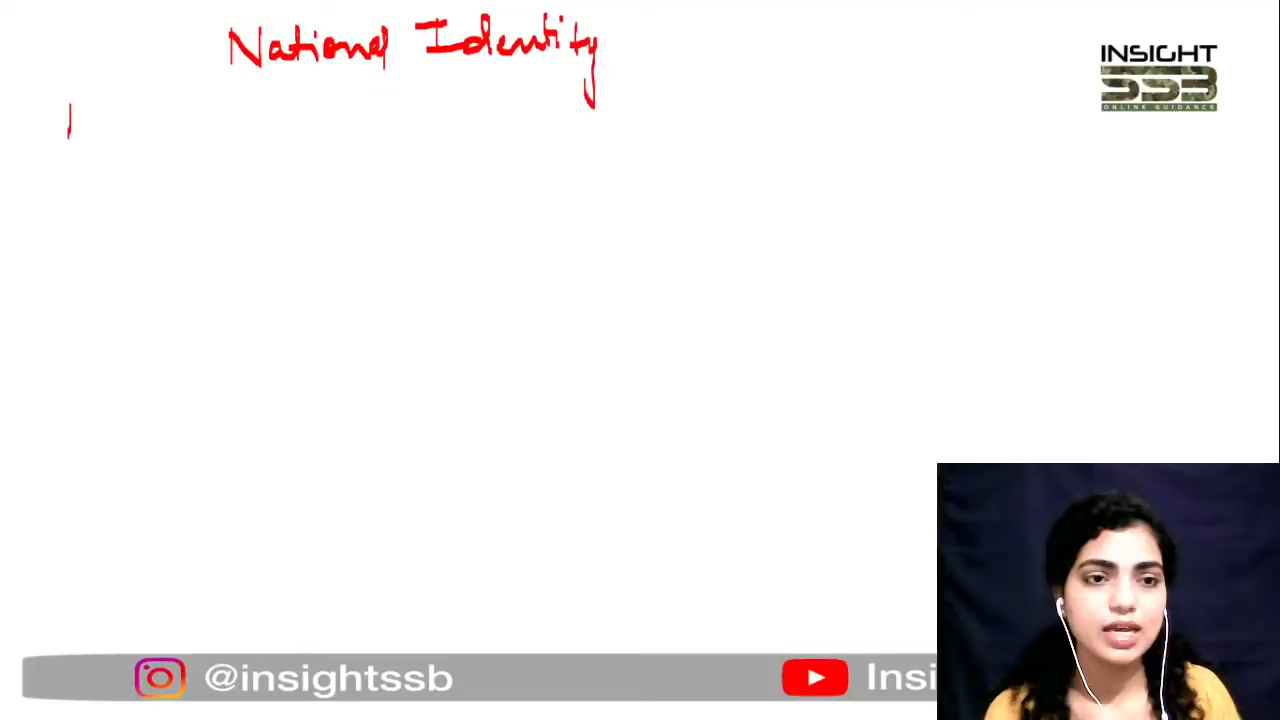 National Identity
INSIGHT
SSB
ONLINE GUIDANCE
@insightssb
Insi